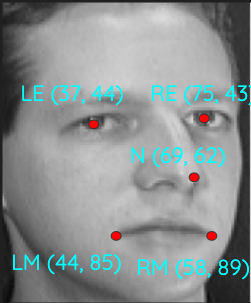 LE (37, 44) RE (75, 43)
N (69, 62)
LM (44, 85) RM (58, 89)